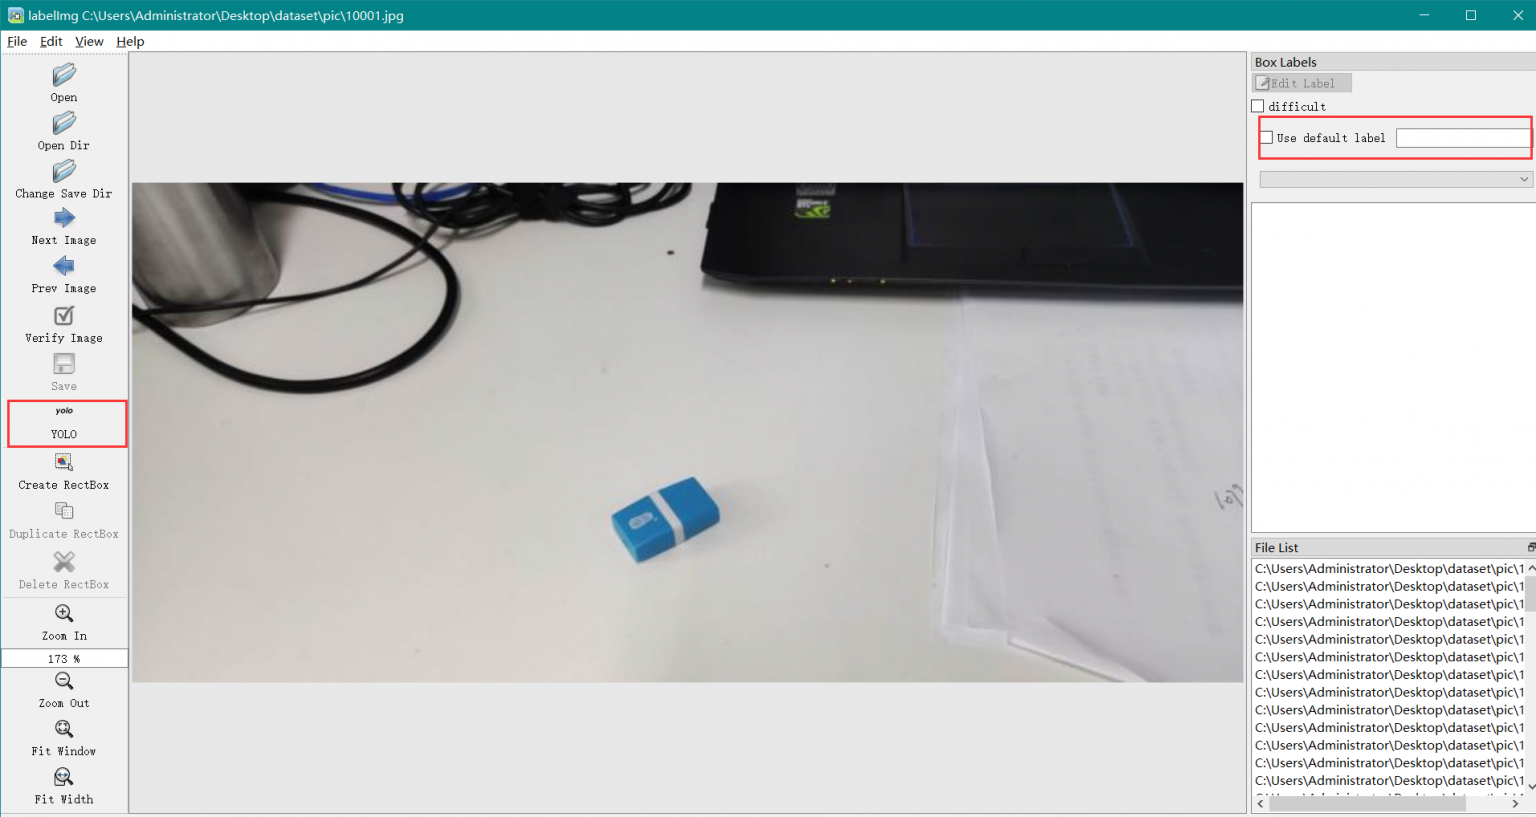 labelImg C:\Users\Administrator\Desktop\dataset\pic\10001.jpg
File Edit View Help
Open
Open Dir
Change Save Dir
Next Image
Prev Image
Verify Image
Save
yolo
YOLO
Create RectBox
Duplicate RectBox
Delete RectBox
Zoom In
173 %
Zoom Out
Fit Window
Fit Width
Box Labels
Edit Label
difficult
Use default label
File List
C:\Users\Administrator\Desktop\dataset\pic\1
C:\Users\Administrator\Desktop\dataset\pic\1
C:\Users\Administrator\Desktop\dataset\pic\1
C:\Users\Administrator\Desktop\dataset\pic\1
C:\Users\Administrator\Desktop\dataset\pic\1
C:\Users\Administrator\Desktop\dataset\pic\1
C:\Users\Administrator\Desktop\dataset\pic\1
C:\Users\Administrator\Desktop\dataset\pic\1
C:\Users\Administrator\Desktop\dataset\pic\1
C:\Users\Administrator\Desktop\dataset\pic\1
C:\Users\Administrator\Desktop\dataset\pic\1
C:\Users\Administrator\Desktop\dataset\pic\1
C:\Users\Administrator\Desktop\dataset\pic\1